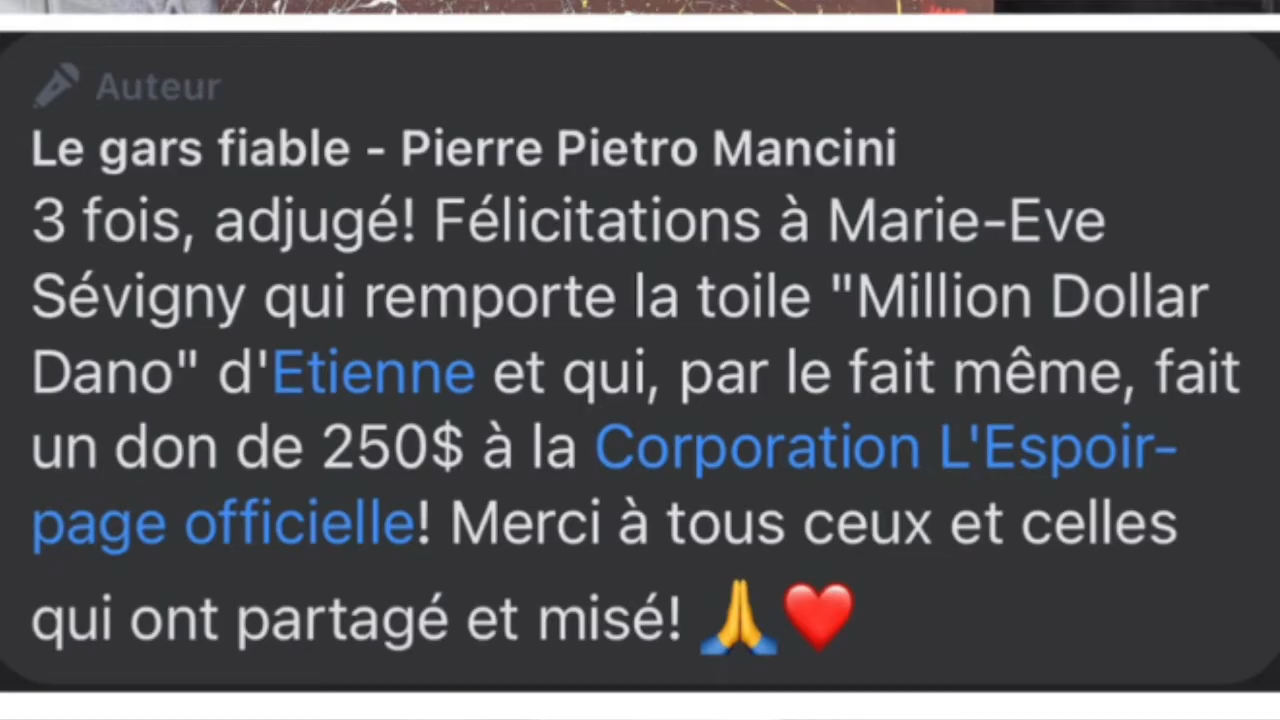 Auteur
Le gars fiable - Pierre Pietro Mancini
3 fois, adjugé! Félicitations à Marie-Eve
Sévigny qui remporte la toile "Million Dollar
Dano" d'Etienne et qui, par le fait même, fait
un don de 250$ à la Corporation L'Espoir-
page officielle! Merci à tous ceux et celles
qui ont partagé et misé! 🙏❤️